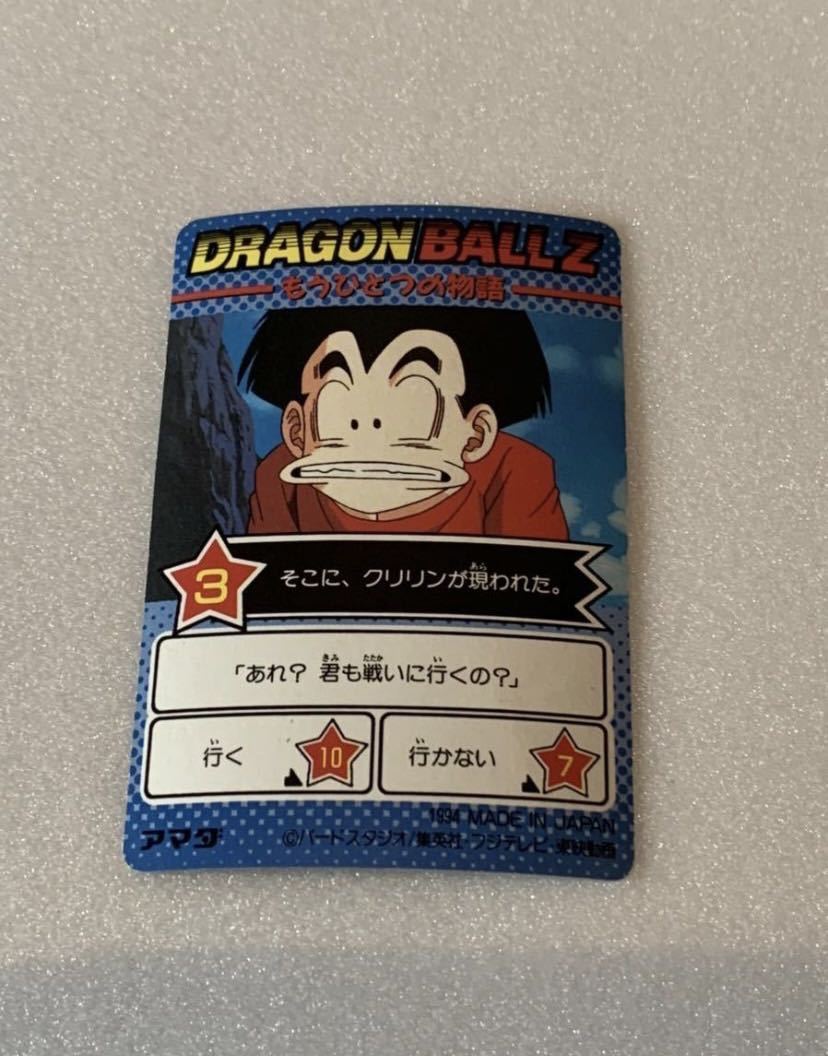 DRAGON BALL Z
もうひとつの物語
3
そこに、クリリンが現われた。
「あれ? 君も戦いに行くの?」
行く 10
行かない 7
1994 MADE IN JAPAN
アマダ
©バードスタジオ/集英社・フジテレビ・東映動画